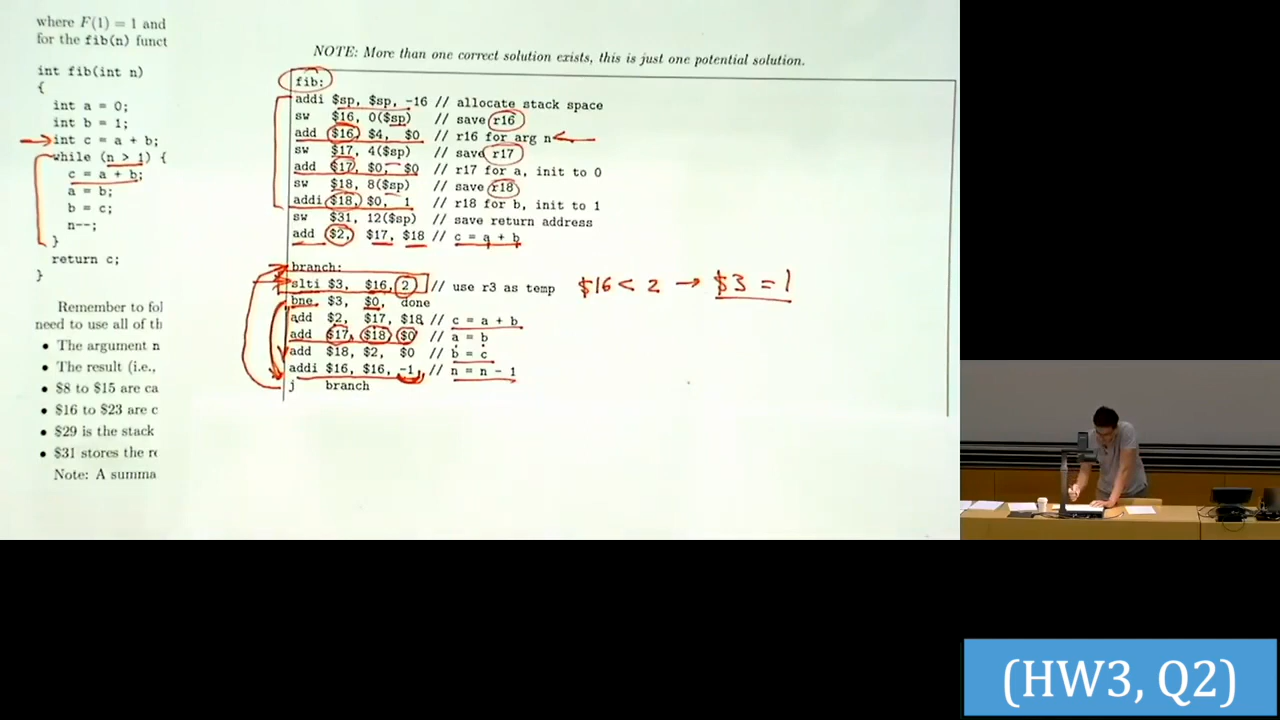 where F(1) = 1 and
for the fib(n) funct
int fib(int n)
{
int a = 0;
int b = 1;
int c = a + b;
while (n > 1) {
c = a + b;
a = b;
b = c;
n--;
}
return c;
}
Remember to fol
need to use all of th
• The argument n
• The result (i.e.,
• $8 to $15 are ca
• $16 to $23 are c
• $29 is the stack
• $31 stores the re
Note: A summa
NOTE: More than one correct solution exists, this is just one potential solution.
fib:
addi $sp, $sp, -16 // allocate stack space
sw $16, 0($sp) // save r16
add $16, $4, $0 // r16 for arg n
sw $17, 4($sp) // save r17
add $17, $0, $0 // r17 for a, init to 0
sw $18, 8($sp) // save r18
addi $18, $0, 1 // r18 for b, init to 1
sw $31, 12($sp) // save return address
add $2, $17, $18 // c = a + b
branch:
slti $3, $16, 2 // use r3 as temp
bne $3, $0, done
add $2, $17, $18 // c = a + b
add $17, $18, $0 // a = b
add $18, $2, $0 // b = c
addi $16, $16, -1 // n = n - 1
j branch
$16 < 2 → $3 = 1
(HW3, Q2)